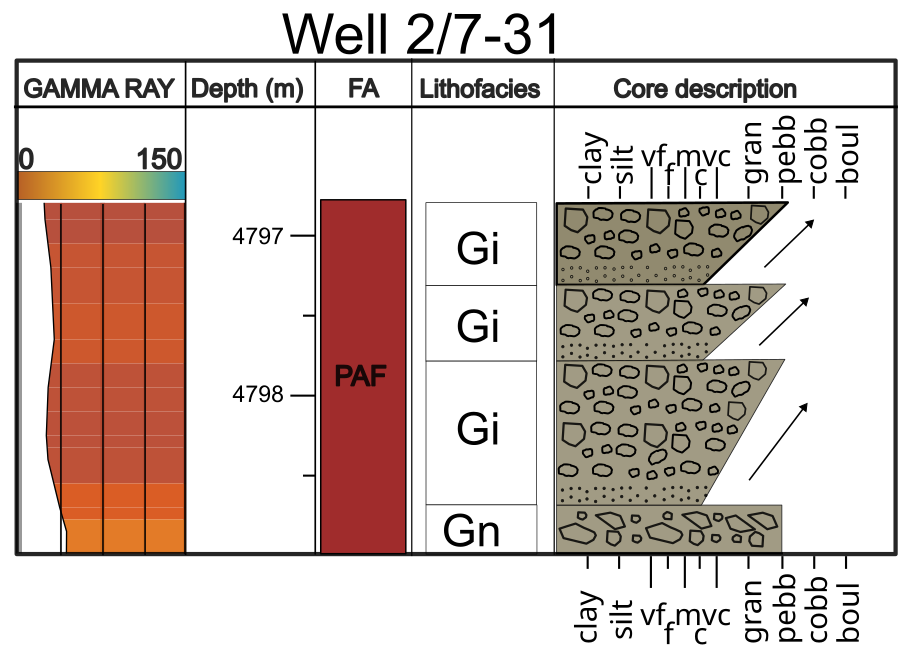 Well 2/7-31
GAMMA RAY Depth (m) FA Lithofacies Core description
0 150
clay silt vf f m c vc gran pebb cobb boul
4797
Gi
Gi
PAF
4798
Gi
Gn
clay silt vf f m c vc gran pebb cobb boul